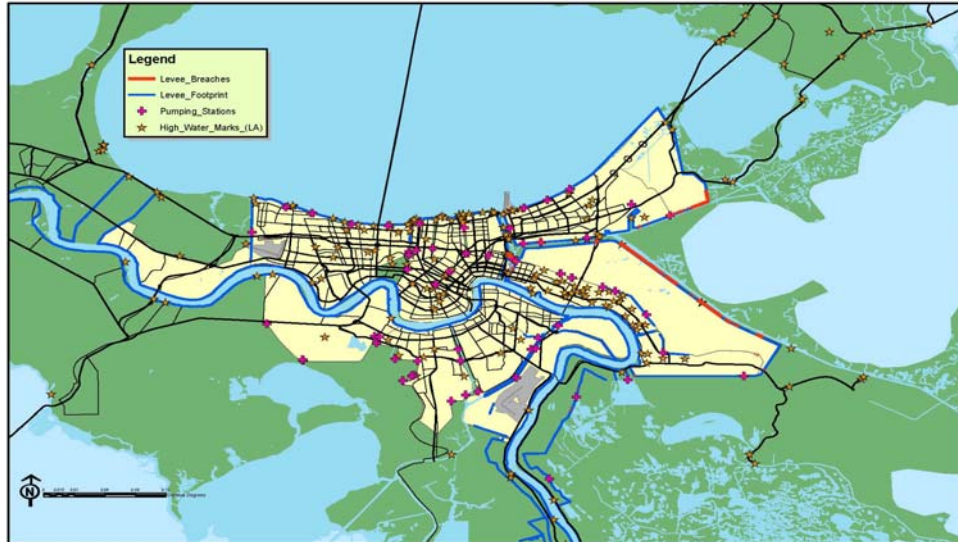 Legend
Levee_Breaches
Levee_Footprint
Pumping_Stations
High_Water_Marks_(LA)
N